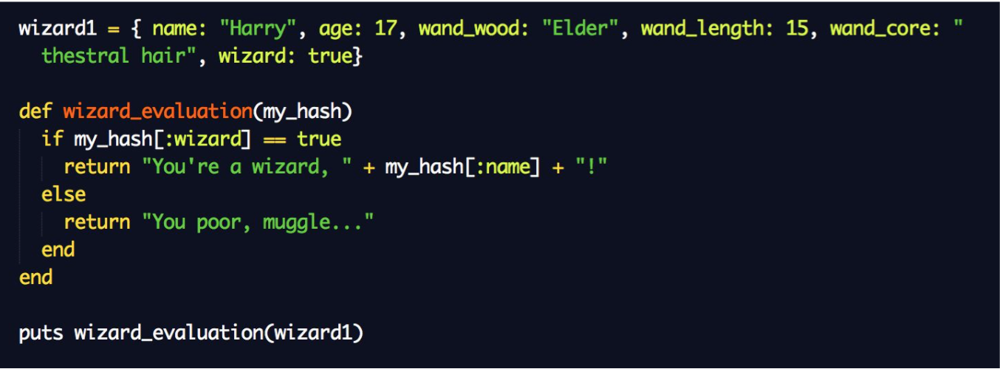 wizard1 = { name: "Harry", age: 17, wand_wood: "Elder", wand_length: 15, wand_core: "
  thestral hair", wizard: true}
def wizard_evaluation(my_hash)
  if my_hash[:wizard] == true
    return "You're a wizard, " + my_hash[:name] + "!"
  else
    return "You poor, muggle..."
  end
end
puts wizard_evaluation(wizard1)